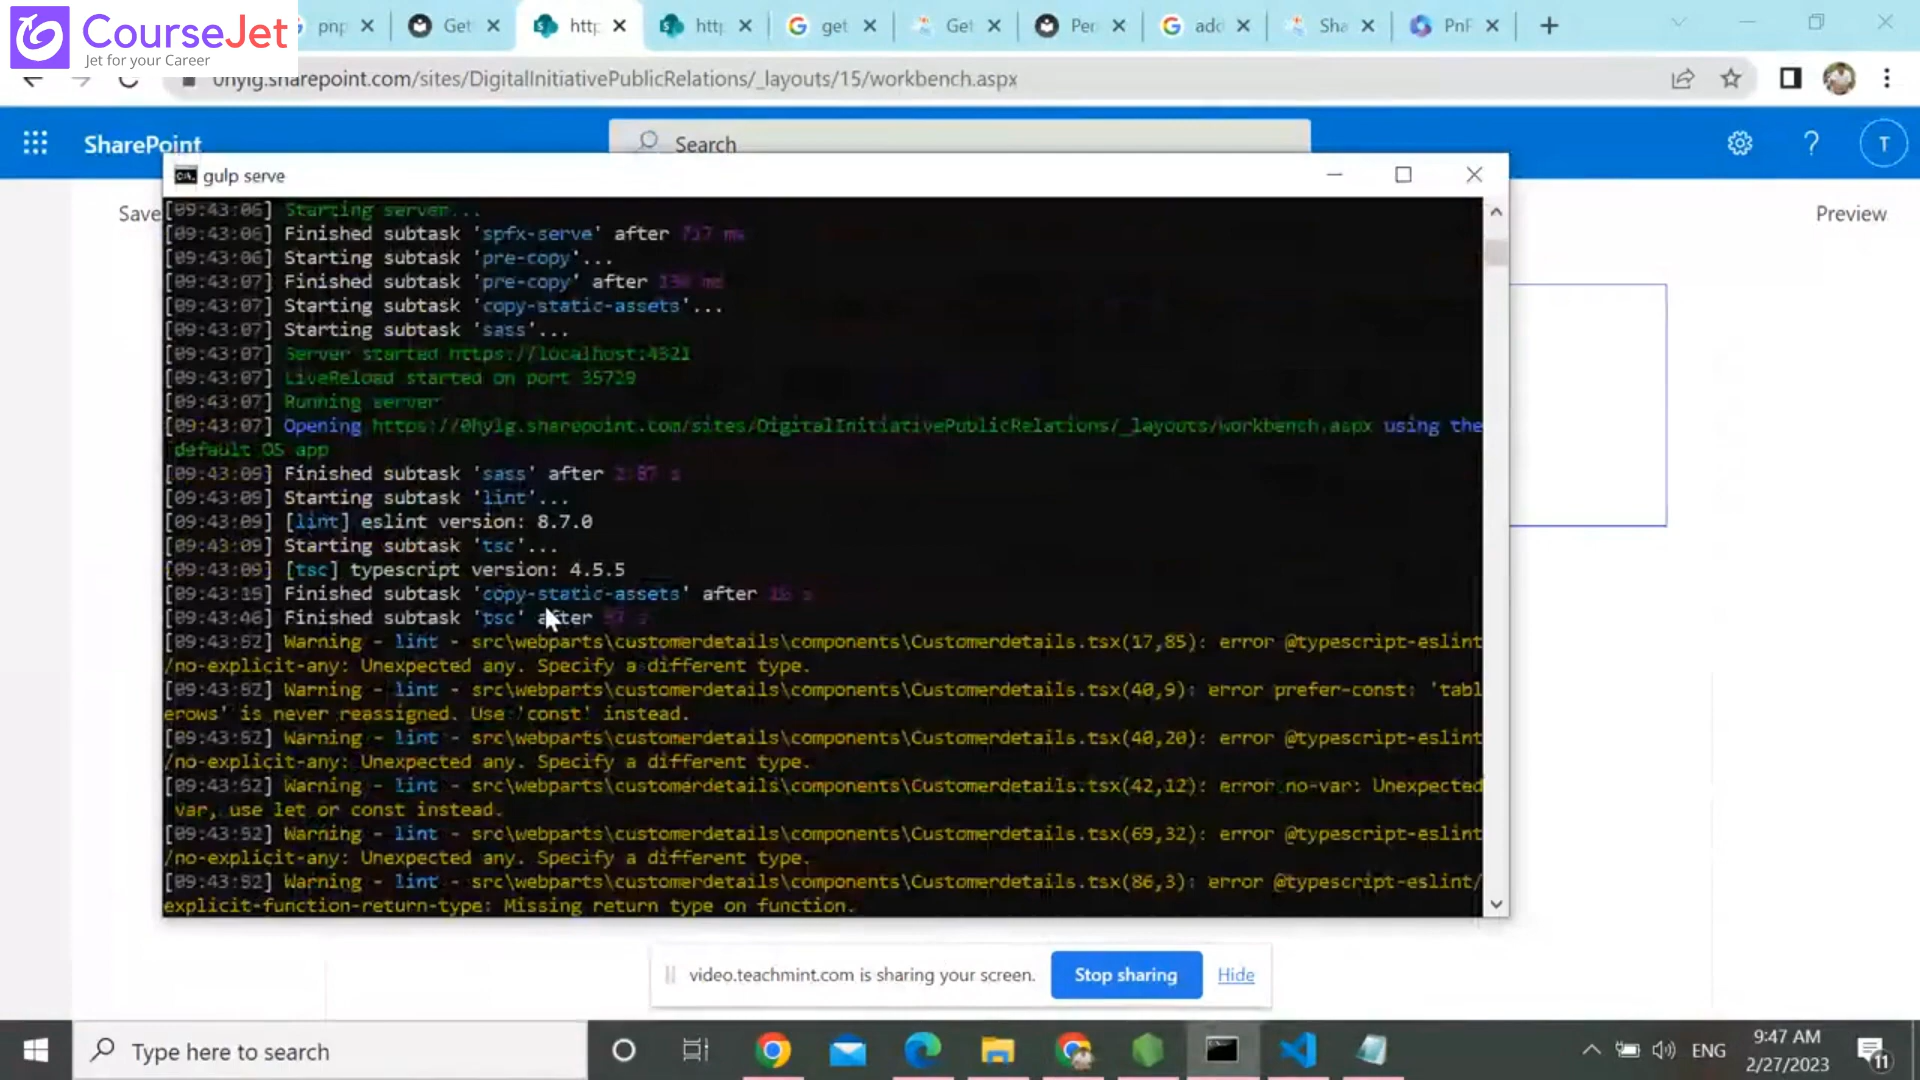 CourseJet
Jet for your Career
pnp
Get
http
http
get
Get
Per
add
Sha
PnF
0hylg.sharepoint.com/sites/DigitalInitiativePublicRelations/_layouts/15/workbench.aspx
SharePoint
Search
T
Save
Preview
gulp serve
[09:43:06] Starting server...
[09:43:06] Finished subtask 'spfx-serve' after 717 ms
[09:43:06] Starting subtask 'pre-copy'...
[09:43:07] Finished subtask 'pre-copy' after 130 ms
[09:43:07] Starting subtask 'copy-static-assets'...
[09:43:07] Starting subtask 'sass'...
[09:43:07] Server started https://localhost:4321
[09:43:07] LiveReload started on port 35729
[09:43:07] Running server
[09:43:07] Opening https://0hylg.sharepoint.com/sites/DigitalInitiativePublicRelations/_layouts/workbench.aspx using the
default OS app
[09:43:09] Finished subtask 'sass' after 2.87 s
[09:43:09] Starting subtask 'lint'...
[09:43:09] [lint] eslint version: 8.7.0
[09:43:09] Starting subtask 'tsc'...
[09:43:09] [tsc] typescript version: 4.5.5
Finished subtask 'copy-static-assets' after
[09:43:46] Finished subtask 'tsc' after
[09:43:52] Warning - lint - src\webparts\customerdetails\components\Customerdetails.tsx(17,85): error @typescript-eslint
/no-explicit-any: Unexpected any. Specify a different type.
[09:43:52] Warning - lint - src\webparts\customerdetails\components\Customerdetails.tsx(40,9): error prefer-const: 'tabl
erows' is never reassigned. Use 'const' instead.
[09:43:52] Warning - lint - src\webparts\customerdetails\components\Customerdetails.tsx(40,20): error @typescript-eslint
/no-explicit-any: Unexpected any. Specify a different type.
[09:43:52] Warning - lint - src\webparts\customerdetails\components\Customerdetails.tsx(42,12): error no-var: Unexpected
var, use let or const instead.
[09:43:52] Warning - lint - src\webparts\customerdetails\components\Customerdetails.tsx(69,32): error @typescript-eslint
/no-explicit-any: Unexpected any. Specify a different type.
[09:43:52] Warning - lint - src\webparts\customerdetails\components\Customerdetails.tsx(86,3): error @typescript-eslint/
explicit-function-return-type: Missing return type on function.
video.teachmint.com is sharing your screen.
Stop sharing
Hide
Type here to search
ENG
9:47 AM
2/27/2023
11